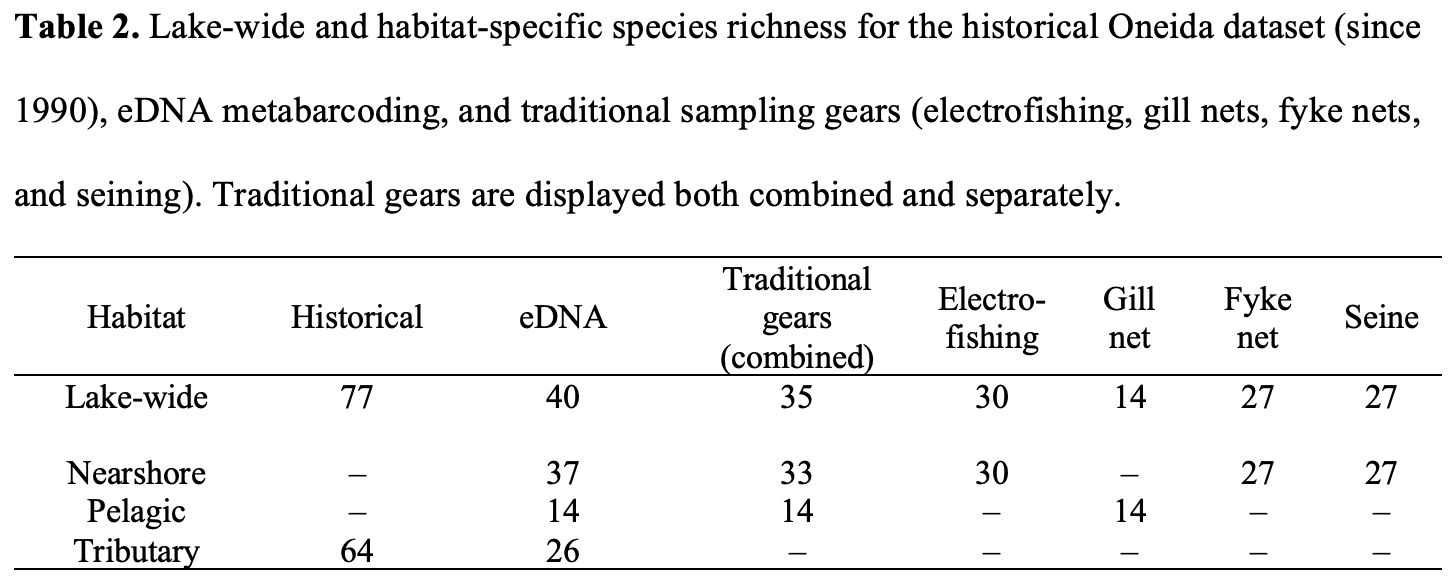 Table 2. Lake-wide and habitat-specific species richness for the historical Oneida dataset (since
1990), eDNA metabarcoding, and traditional sampling gears (electrofishing, gill nets, fyke nets,
and seining). Traditional gears are displayed both combined and separately.
Habitat Historical eDNA Traditional gears (combined) Electro-fishing Gill net Fyke net Seine
Lake-wide 77 40 35 30 14 27 27
Nearshore – 37 33 30 – 27 27
Pelagic – 14 14 – 14 – –
Tributary 64 26 – – – – –